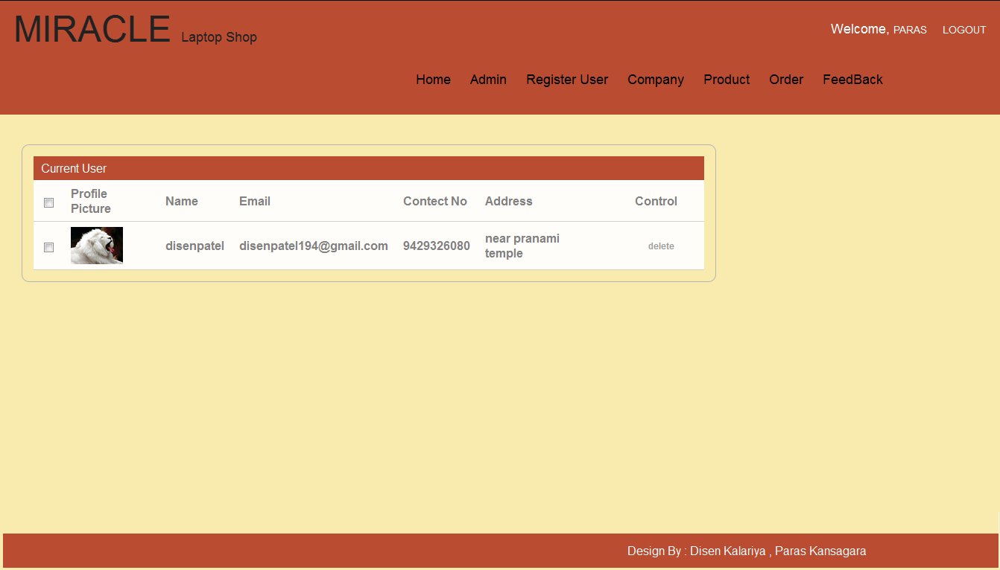 MIRACLE Laptop Shop
Welcome, PARAS LOGOUT
Home Admin Register User Company Product Order FeedBack
Current User
Profile Picture Name Email Contect No Address Control
disenpatel disenpatel194@gmail.com 9429326080 near pranami temple delete
Design By : Disen Kalariya , Paras Kansagara